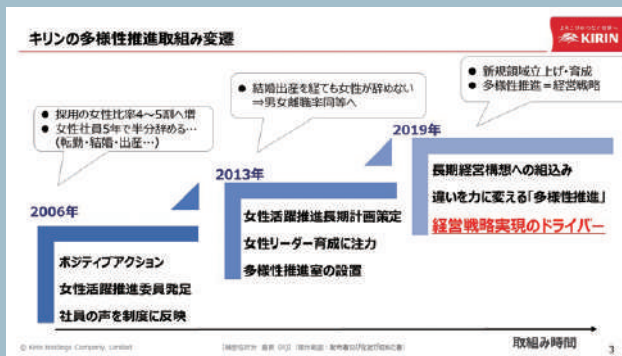 キリンの多様性推進取組み変遷
よろこびがつなぐ世界へ
KIRIN
● 新規領域立上げ・育成
● 多様性推進=経営戦略
● 結婚出産を経ても女性が辞めない
⇒男女離職率同等へ
● 採用の女性比率4～5割へ増
● 女性社員5年で半分辞める…
(転勤・結婚・出産…)
2019年
長期経営構想への組込み
違いを力に変える「多様性推進」
経営戦略実現のドライバー
2013年
女性活躍推進長期計画策定
女性リーダー育成に注力
多様性推進室の設置
2006年
ポジティブアクション
女性活躍推進委員発足
社員の声を制度に反映
取組み時間
© Kirin Holdings Company, Limited
3